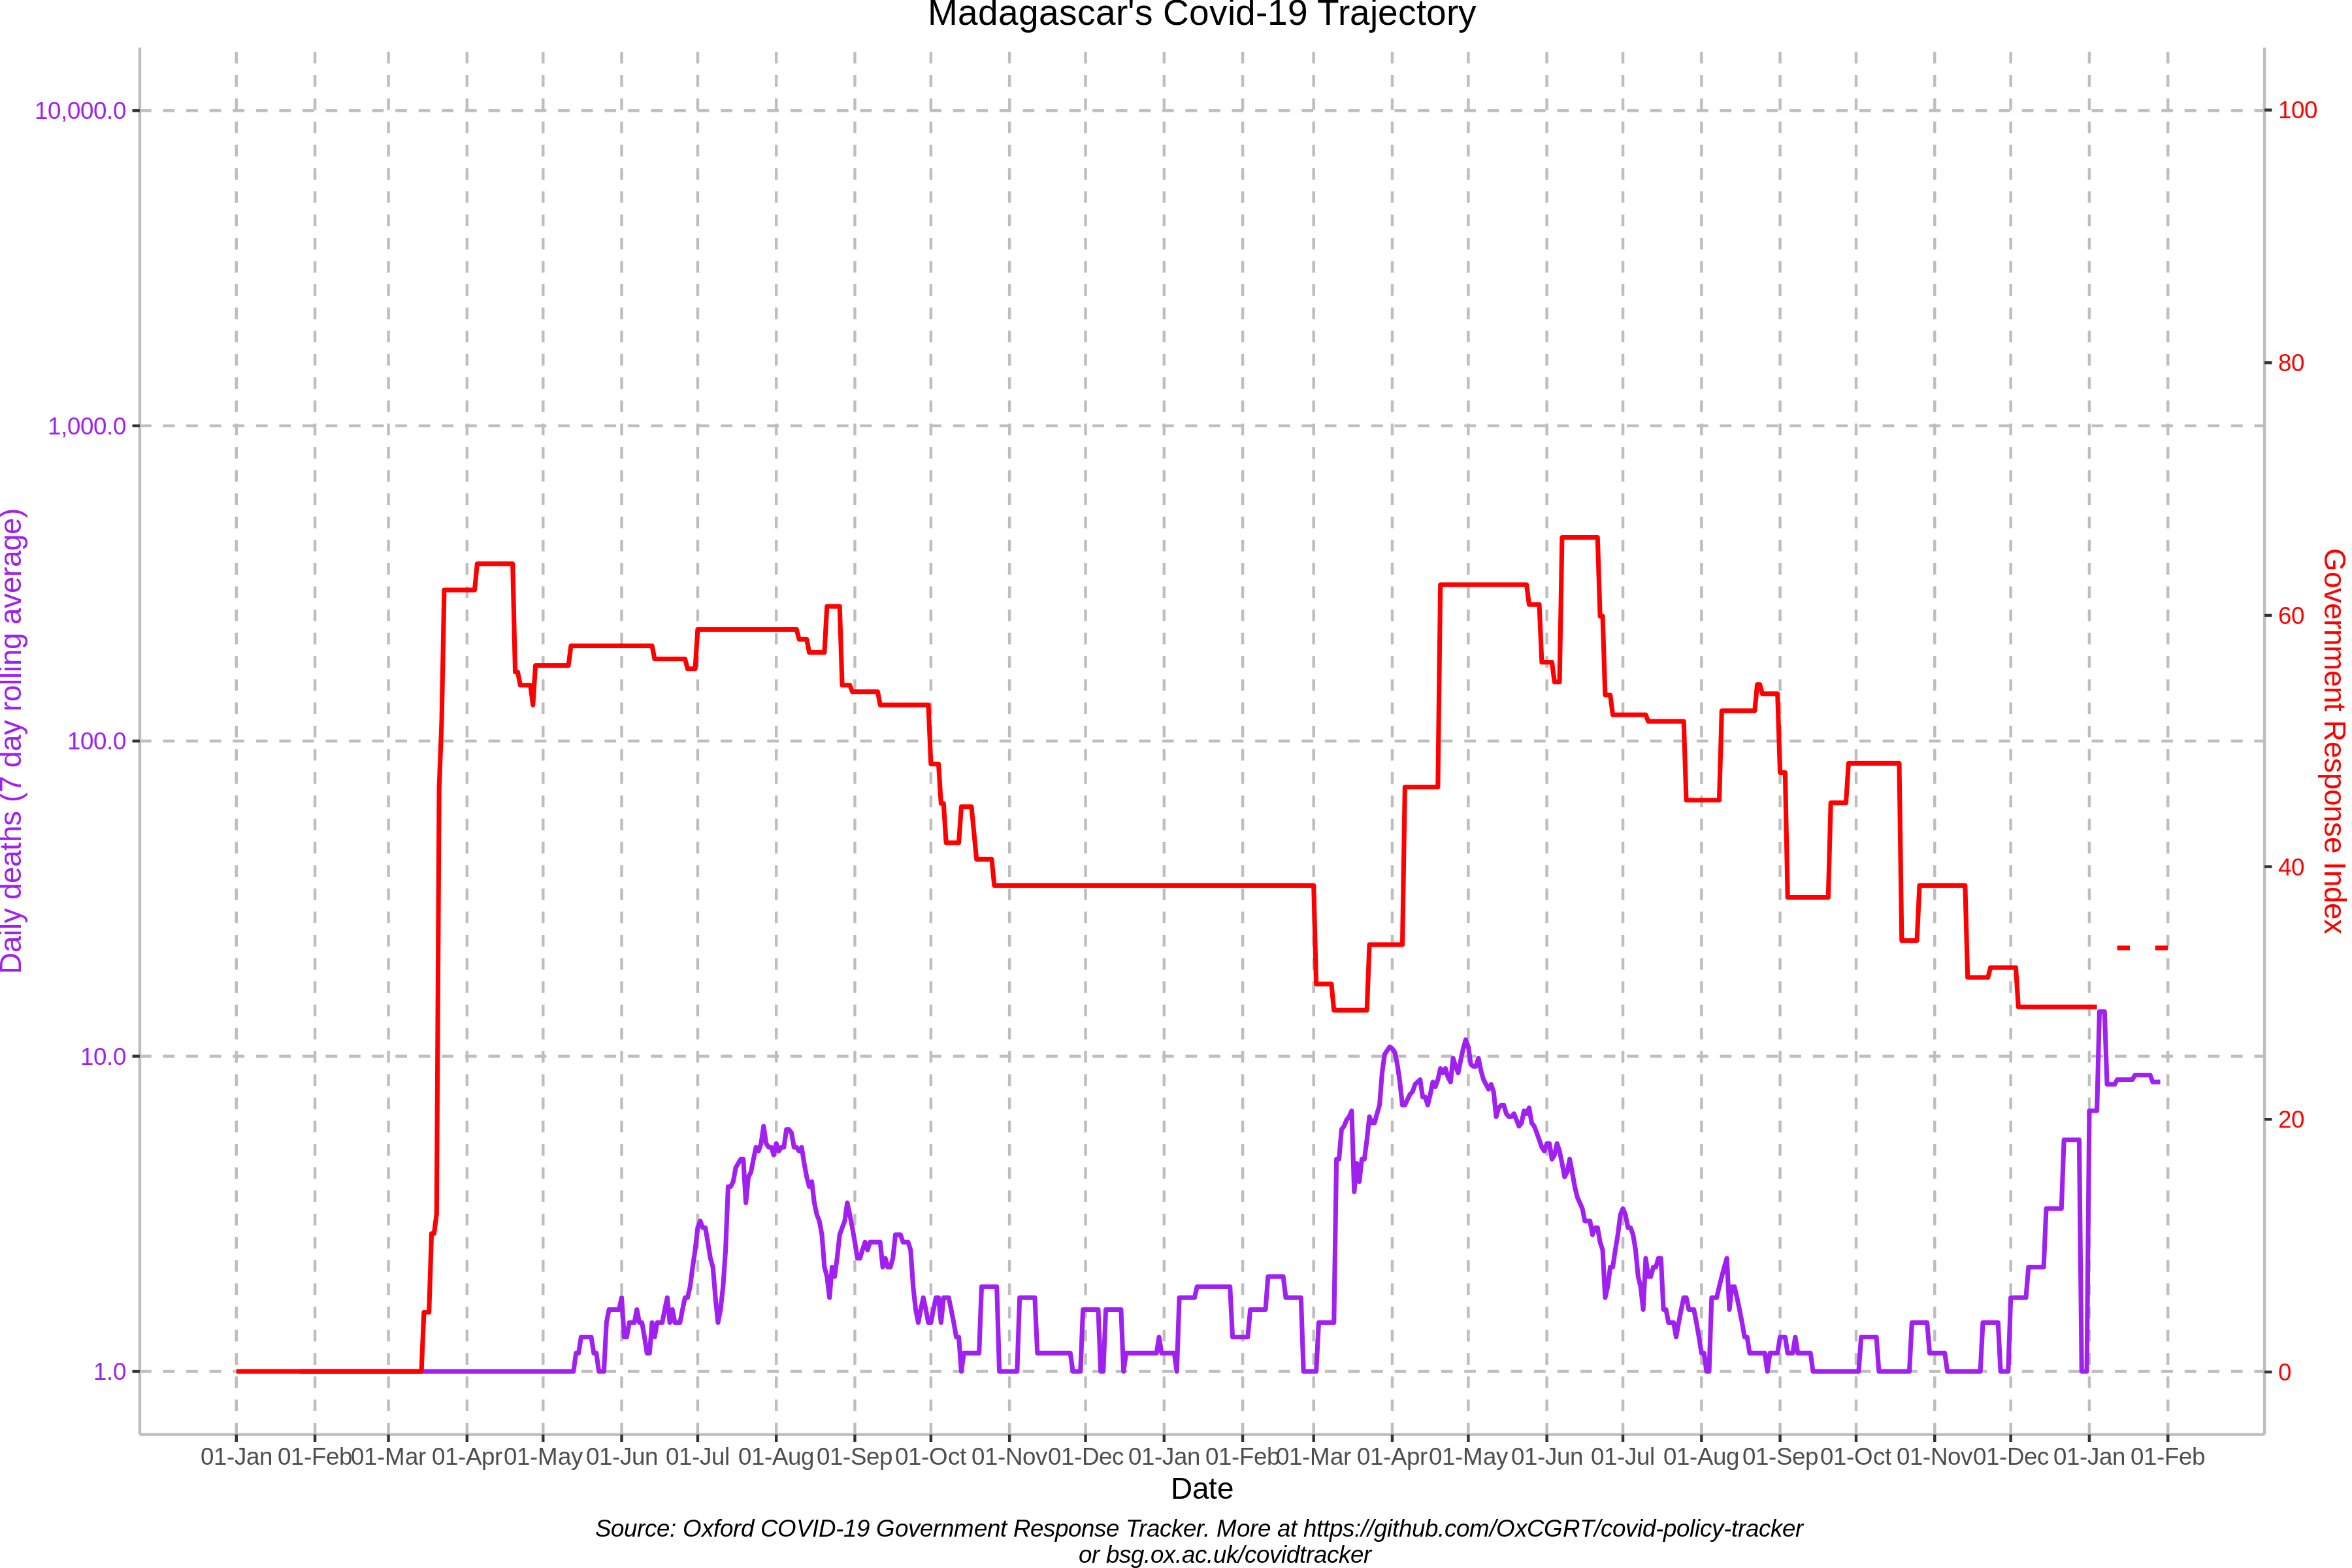 Madagascar's Covid-19 Trajectory
10,000.0
1,000.0
100.0
10.0
1.0
Daily deaths (7 day rolling average)
100
80
60
40
20
0
Government Response Index
01-Jan 01-Feb 01-Mar 01-Apr 01-May 01-Jun 01-Jul 01-Aug 01-Sep 01-Oct 01-Nov 01-Dec 01-Jan 01-Feb 01-Mar 01-Apr 01-May 01-Jun 01-Jul 01-Aug 01-Sep 01-Oct 01-Nov 01-Dec 01-Jan 01-Feb
Date
Source: Oxford COVID-19 Government Response Tracker. More at https://github.com/OxCGRT/covid-policy-tracker
or bsg.ox.ac.uk/covidtracker